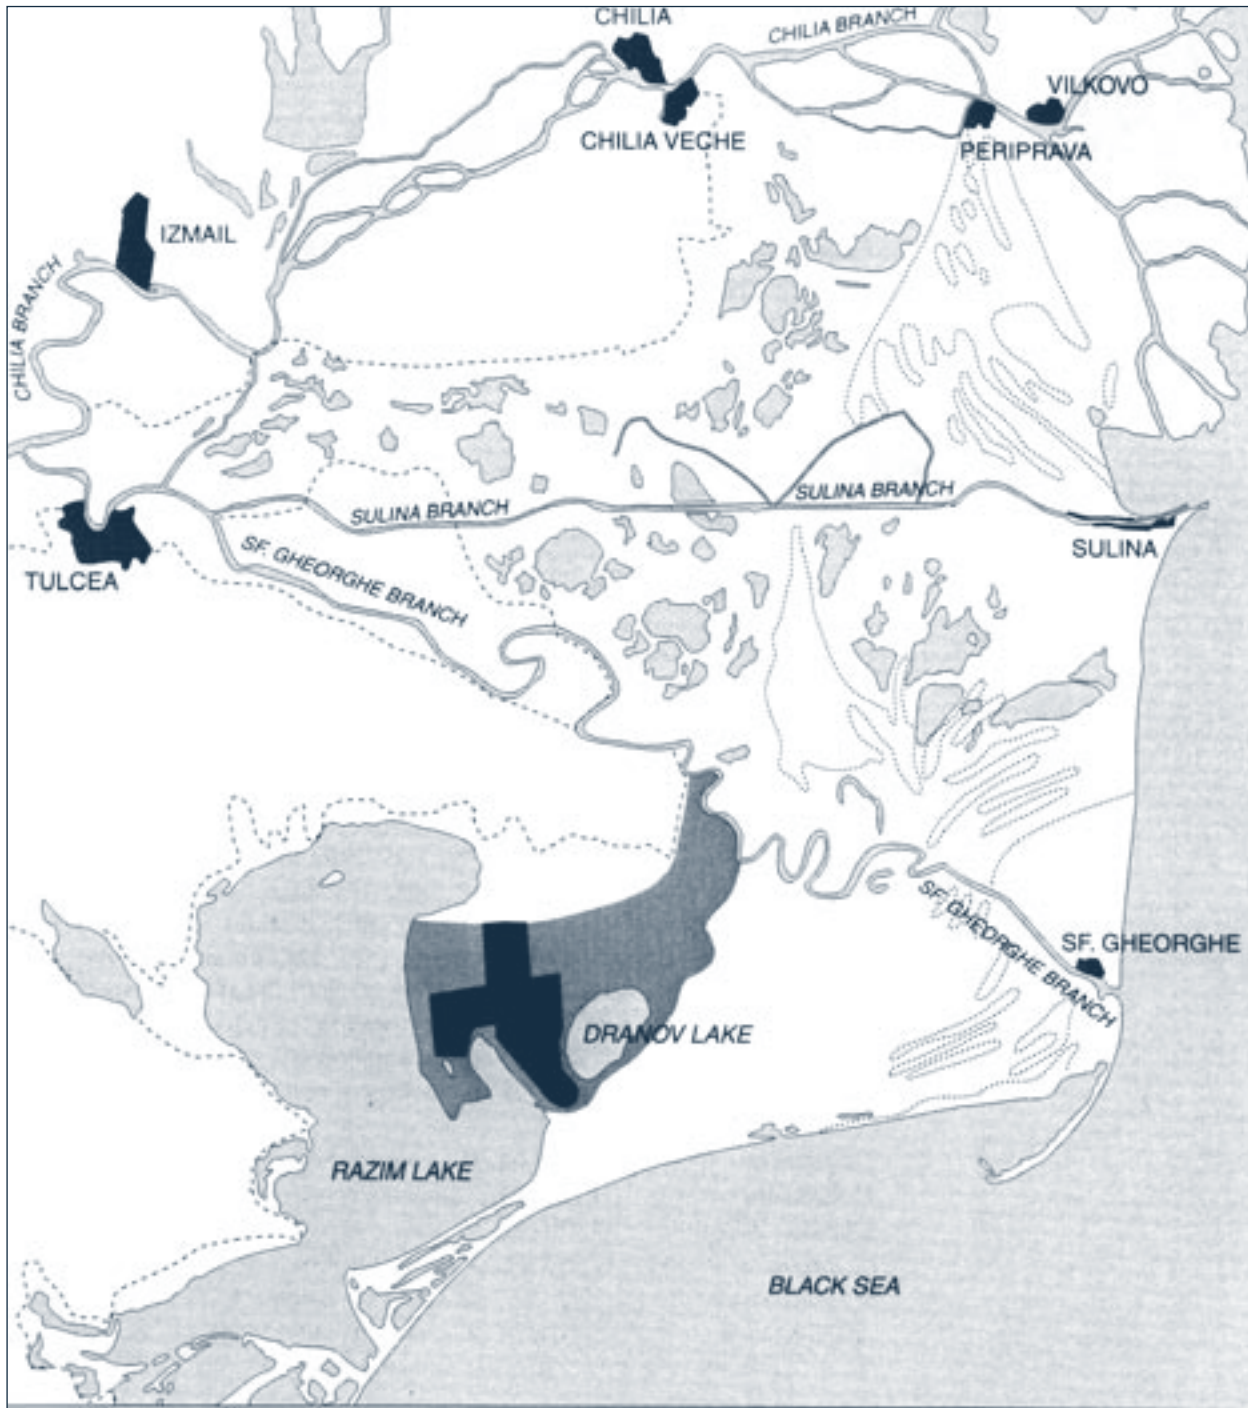 CHILIA
CHILIA BRANCH
VILKOVO
CHILIA VECHE
PERIPRAVA
IZMAIL
CHILIA BRANCH
SULINA BRANCH
SULINA BRANCH
SULINA
TULCEA
SF. GHEORGHE BRANCH
SF. GHEORGHE BRANCH
SF. GHEORGHE
DRANOV LAKE
RAZIM LAKE
BLACK SEA